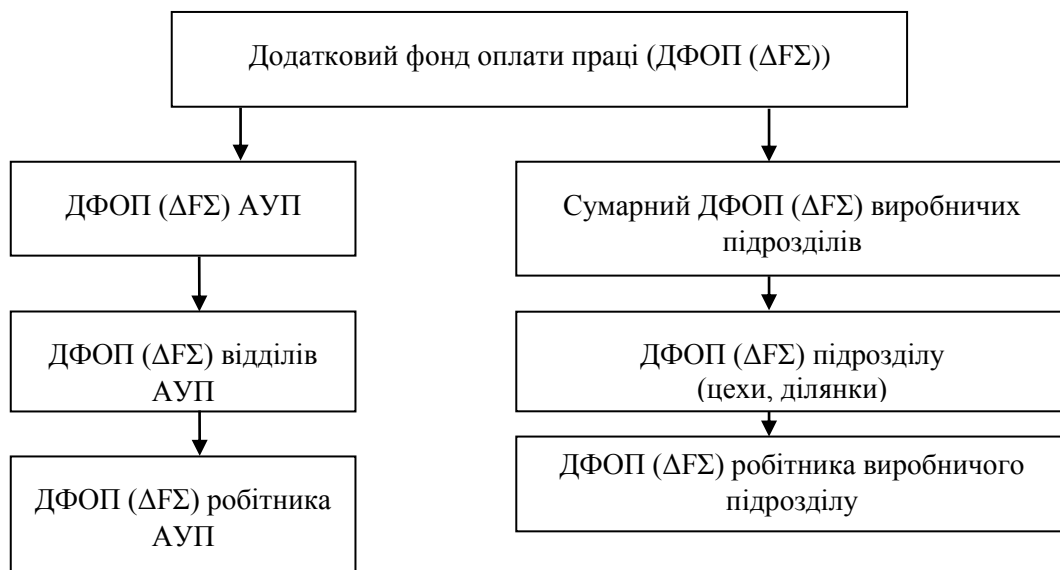 Додатковий фонд оплати праці (ДФОП (ΔFΣ))
ДФОП (ΔFΣ) АУП
Сумарний ДФОП (ΔFΣ) виробничих
підрозділів
ДФОП (ΔFΣ) відділів
АУП
ДФОП (ΔFΣ) підрозділу
(цехи, ділянки)
ДФОП (ΔFΣ) робітника
АУП
ДФОП (ΔFΣ) робітника виробничого
підрозділу